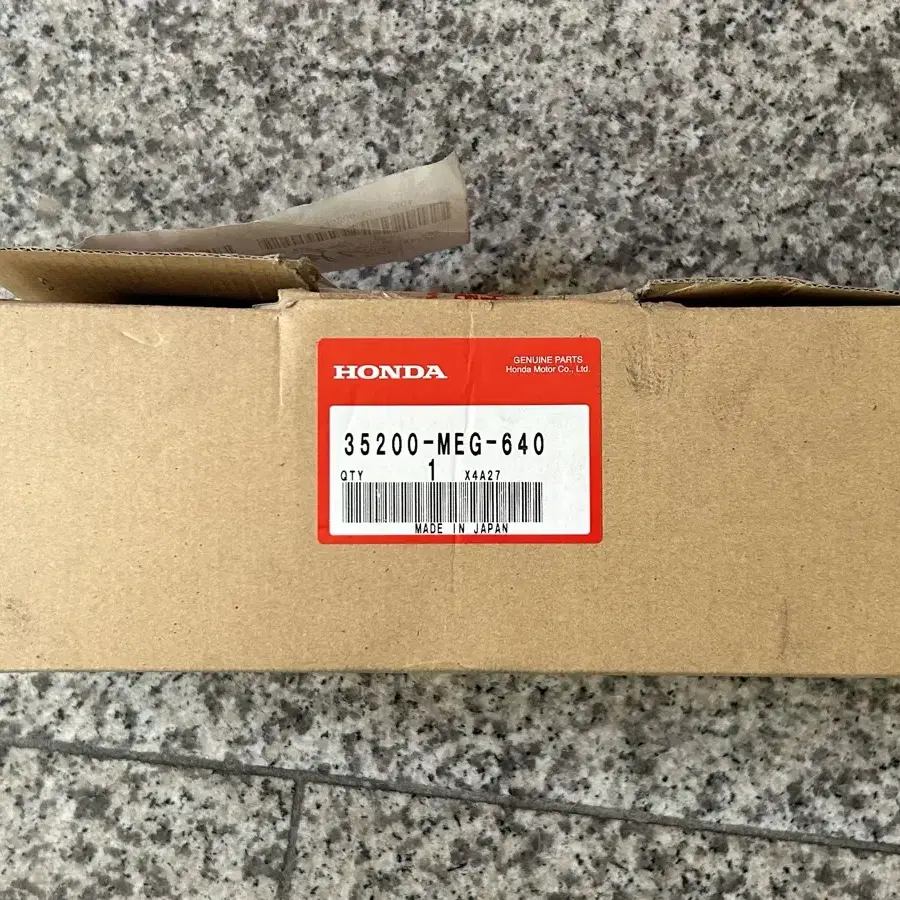 HONDA
GENUINE PARTS
Honda Motor Co., Ltd.
35200-MEG-640
QTY 1 X4A27
MADE IN JAPAN